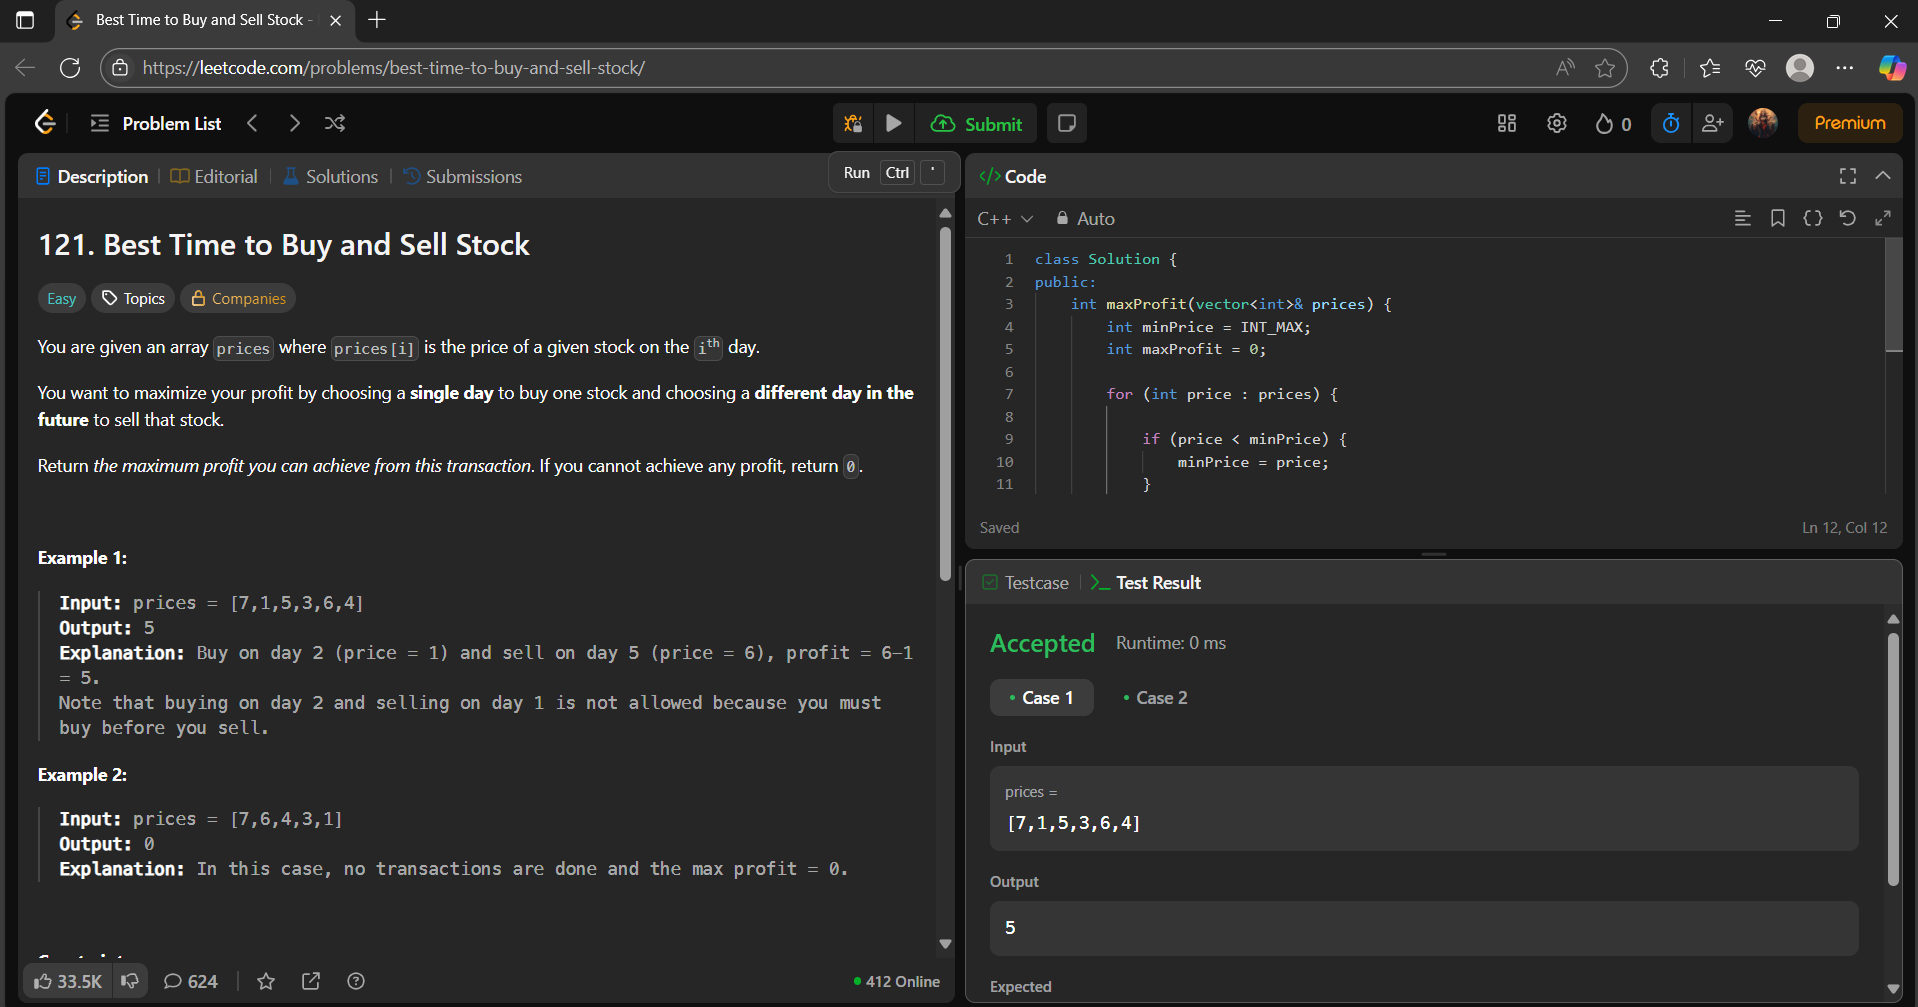 Best Time to Buy and Sell Stock -
https://leetcode.com/problems/best-time-to-buy-and-sell-stock/
Problem List
Submit
0
Premium
Description
Editorial
Solutions
Submissions
Run Ctrl '
121. Best Time to Buy and Sell Stock
Easy
Topics
Companies
You are given an array prices where prices[i] is the price of a given stock on the ith day.
You want to maximize your profit by choosing a single day to buy one stock and choosing a different day in the
future to sell that stock.
Return the maximum profit you can achieve from this transaction. If you cannot achieve any profit, return 0.
Example 1:
Input: prices = [7,1,5,3,6,4]
Output: 5
Explanation: Buy on day 2 (price = 1) and sell on day 5 (price = 6), profit = 6-1
= 5.
Note that buying on day 2 and selling on day 1 is not allowed because you must
buy before you sell.
Example 2:
Input: prices = [7,6,4,3,1]
Output: 0
Explanation: In this case, no transactions are done and the max profit = 0.
33.5K
624
412 Online
</> Code
C++
Auto
1 class Solution {
2 public:
3 int maxProfit(vector<int>& prices) {
4 int minPrice = INT_MAX;
5 int maxProfit = 0;
6
7 for (int price : prices) {
8
9 if (price < minPrice) {
10 minPrice = price;
11 }
Saved
Ln 12, Col 12
Testcase
>_ Test Result
Accepted
Runtime: 0 ms
Case 1
Case 2
Input
prices =
[7,1,5,3,6,4]
Output
5
Expected